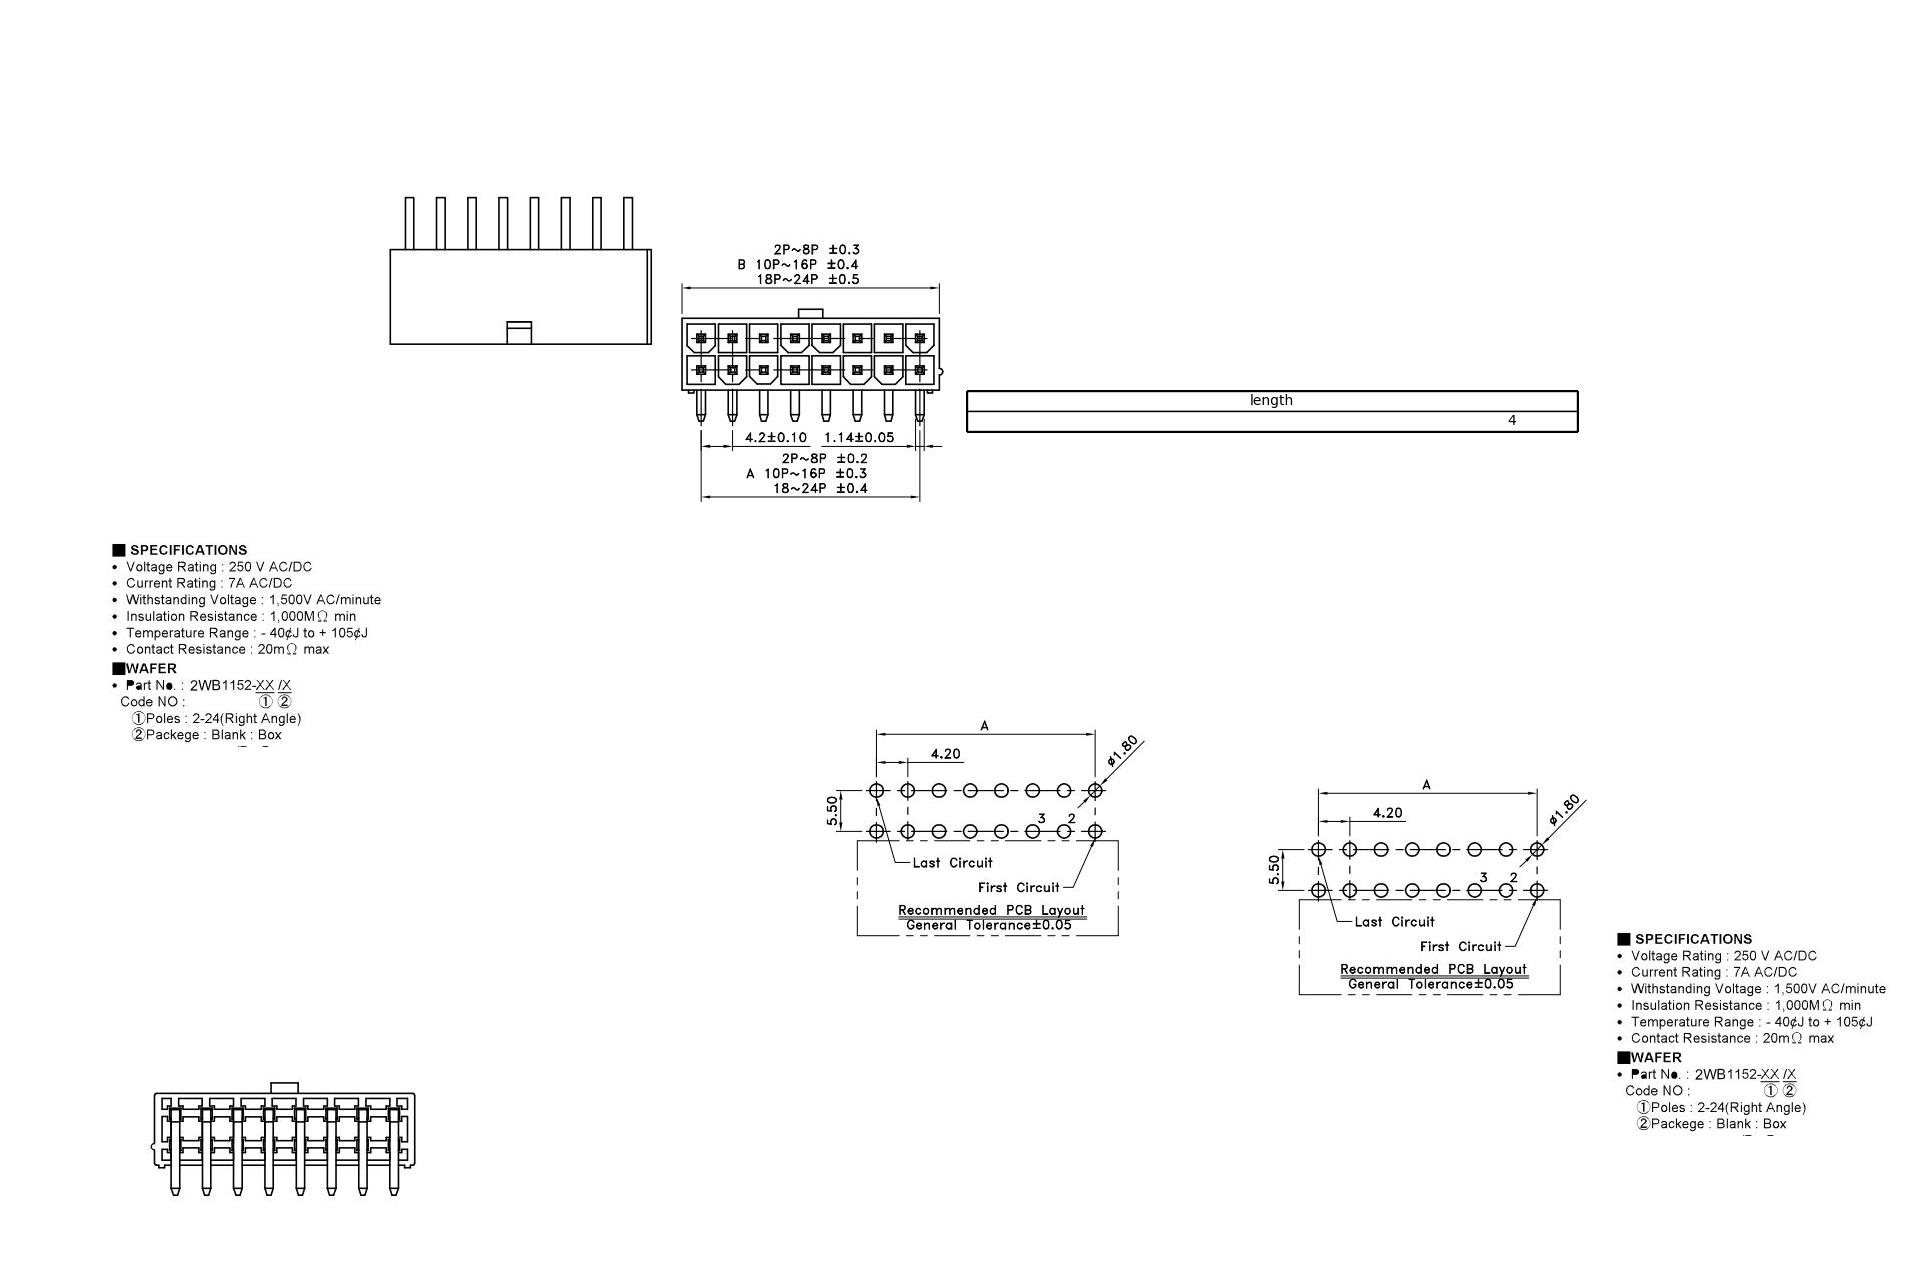 2P~8P ±0.3
B 10P~16P ±0.4
18P~24P ±0.5
length
4
4.2±0.10 1.14±0.05
2P~8P ±0.2
A 10P~16P ±0.3
18~24P ±0.4
■ SPECIFICATIONS
• Voltage Rating : 250 V AC/DC
• Current Rating : 7A AC/DC
• Withstanding Voltage : 1,500V AC/minute
• Insulation Resistance : 1,000MΩ min
• Temperature Range : - 40¢J to + 105¢J
• Contact Resistance : 20mΩ max
■WAFER
• Part No. : 2WB1152-XX /X
Code NO : ① ②
①Poles : 2-24(Right Angle)
②Packege : Blank : Box
A
4.20
ø1.80
5.50
3 2
Last Circuit
First Circuit
Recommended PCB Layout
General Tolerance±0.05
A
4.20
ø1.80
5.50
3 2
Last Circuit
First Circuit
Recommended PCB Layout
General Tolerance±0.05
■ SPECIFICATIONS
• Voltage Rating : 250 V AC/DC
• Current Rating : 7A AC/DC
• Withstanding Voltage : 1,500V AC/minute
• Insulation Resistance : 1,000MΩ min
• Temperature Range : - 40¢J to + 105¢J
• Contact Resistance : 20mΩ max
■WAFER
• Part No. : 2WB1152-XX /X
Code NO : ① ②
①Poles : 2-24(Right Angle)
②Packege : Blank : Box